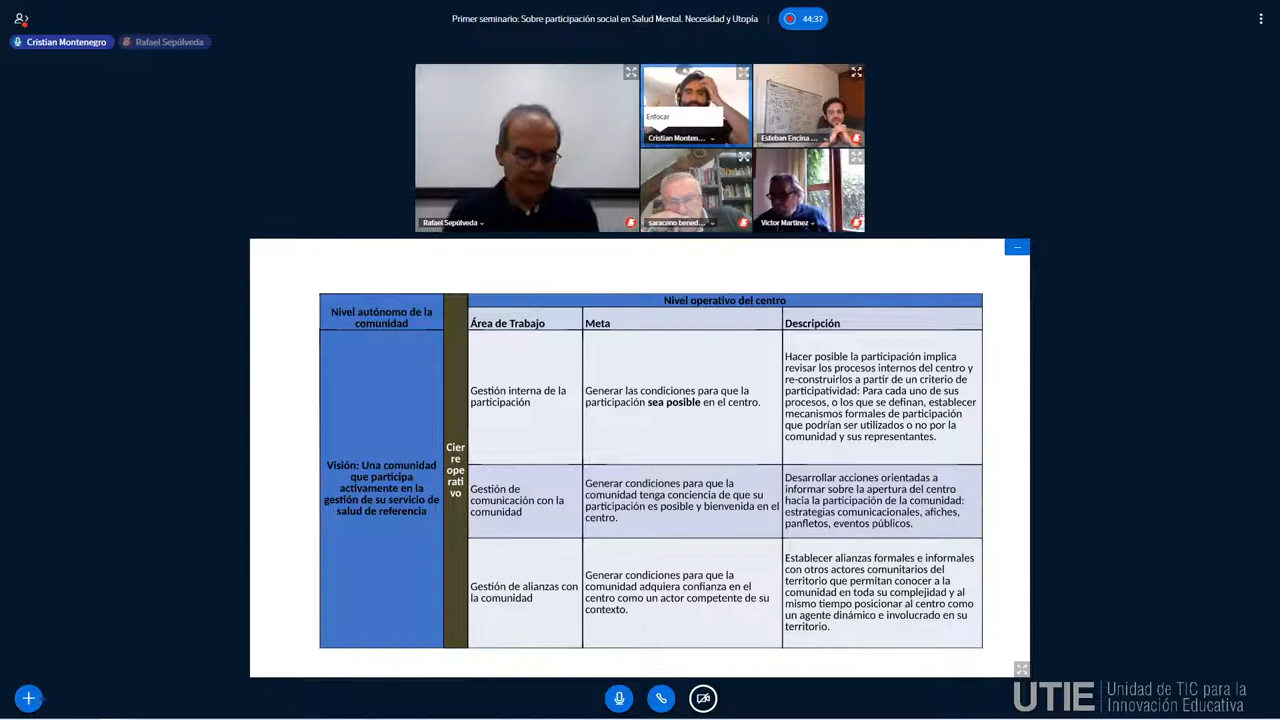 Primer seminario: Sobre participación social en Salud Mental. Necesidad y Utopía
44:37
Cristian Montenegro
Rafael Sepúlveda
Enfocar
Rafael Sepúlveda
Cristian Monten...
Esteban Encina ...
saraceno bened...
Victor Martinez
Nivel autónomo de la
comunidad
Visión: Una comunidad
que participa
activamente en la
gestión de su servicio de
salud de referencia
Cier
re
ope
rati
vo
Nivel operativo del centro
Área de Trabajo
Meta
Descripción
Gestión interna de la
participación
Generar las condiciones para que la
participación sea posible en el centro.
Hacer posible la participación implica
revisar los procesos internos del centro y
re-construirlos a partir de un criterio de
participatividad: Para cada uno de sus
procesos, o los que se definan, establecer
mecanismos formales de participación
que podrían ser utilizados o no por la
comunidad y sus representantes.
Gestión de
comunicación con la
comunidad
Generar condiciones para que la
comunidad tenga conciencia de que su
participación es posible y bienvenida en el
centro.
Desarrollar acciones orientadas a
informar sobre la apertura del centro
hacia la participación de la comunidad:
estrategias comunicacionales, afiches,
panfletos, eventos públicos.
Gestión de alianzas con
la comunidad
Generar condiciones para que la
comunidad adquiera confianza en el
centro como un actor competente de su
contexto.
Establecer alianzas formales e informales
con otros actores comunitarios del
territorio que permitan conocer a la
comunidad en toda su complejidad y al
mismo tiempo posicionar al centro como
un agente dinámico e involucrado en su
territorio.
UTIE
Unidad de TIC para la
Innovación Educativa